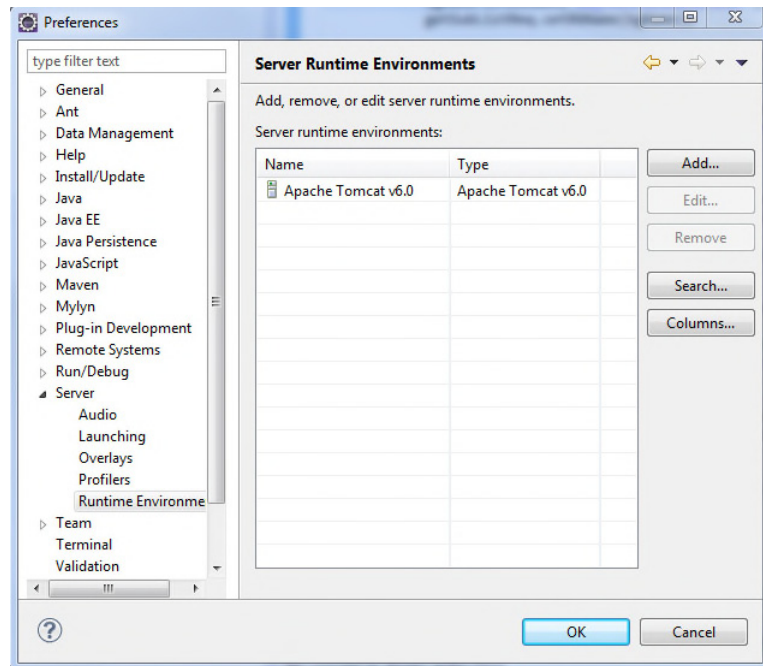 Preferences
type filter text
General
Ant
Data Management
Help
Install/Update
Java
Java EE
Java Persistence
JavaScript
Maven
Mylyn
Plug-in Development
Remote Systems
Run/Debug
Server
Audio
Launching
Overlays
Profilers
Runtime Environme
Team
Terminal
Validation
Server Runtime Environments
Add, remove, or edit server runtime environments.
Server runtime environments:
Name Type
Apache Tomcat v6.0 Apache Tomcat v6.0
Add...
Edit...
Remove
Search...
Columns...
OK Cancel